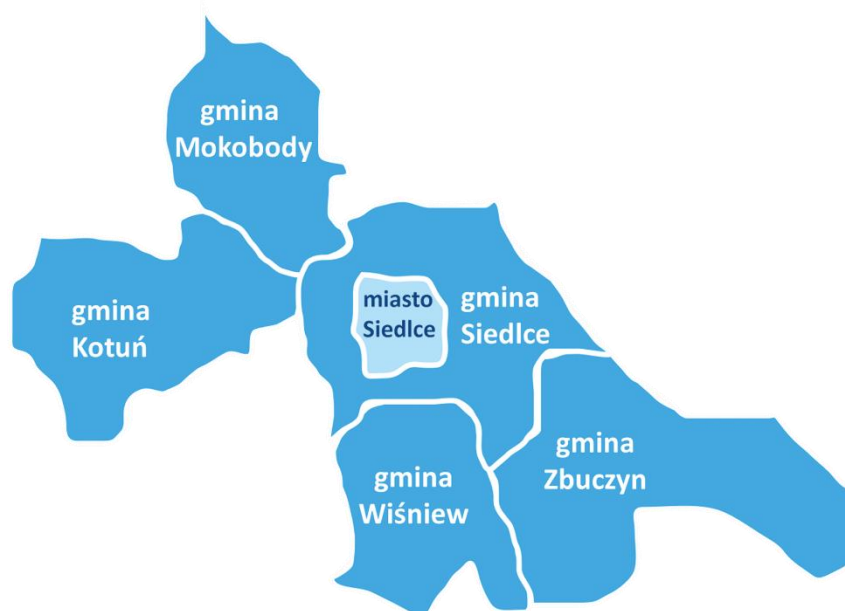 gmina
Mokobody
gmina
Kotuń
miasto
Siedlce
gmina
Siedlce
gmina
Wiśniew
gmina
Zbuczyn